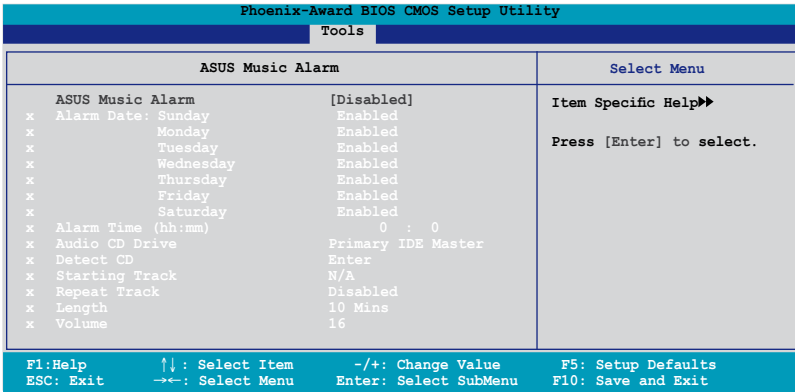 Phoenix-Award BIOS CMOS Setup Utility
Tools
ASUS Music Alarm
Select Menu
ASUS Music Alarm [Disabled]
x Alarm Date: Sunday Enabled
x Monday Enabled
x Tuesday Enabled
x Wednesday Enabled
x Thursday Enabled
x Friday Enabled
x Saturday Enabled
x Alarm Time (hh:mm) 0 : 0
x Audio CD Drive Primary IDE Master
x Detect CD Enter
x Starting Track N/A
x Repeat Track Disabled
x Length 10 Mins
x Volume 16
Item Specific Help▶▶
Press [Enter] to select.
F1:Help ↑↓: Select Item -/+: Change Value F5: Setup Defaults
ESC: Exit →←: Select Menu Enter: Select SubMenu F10: Save and Exit